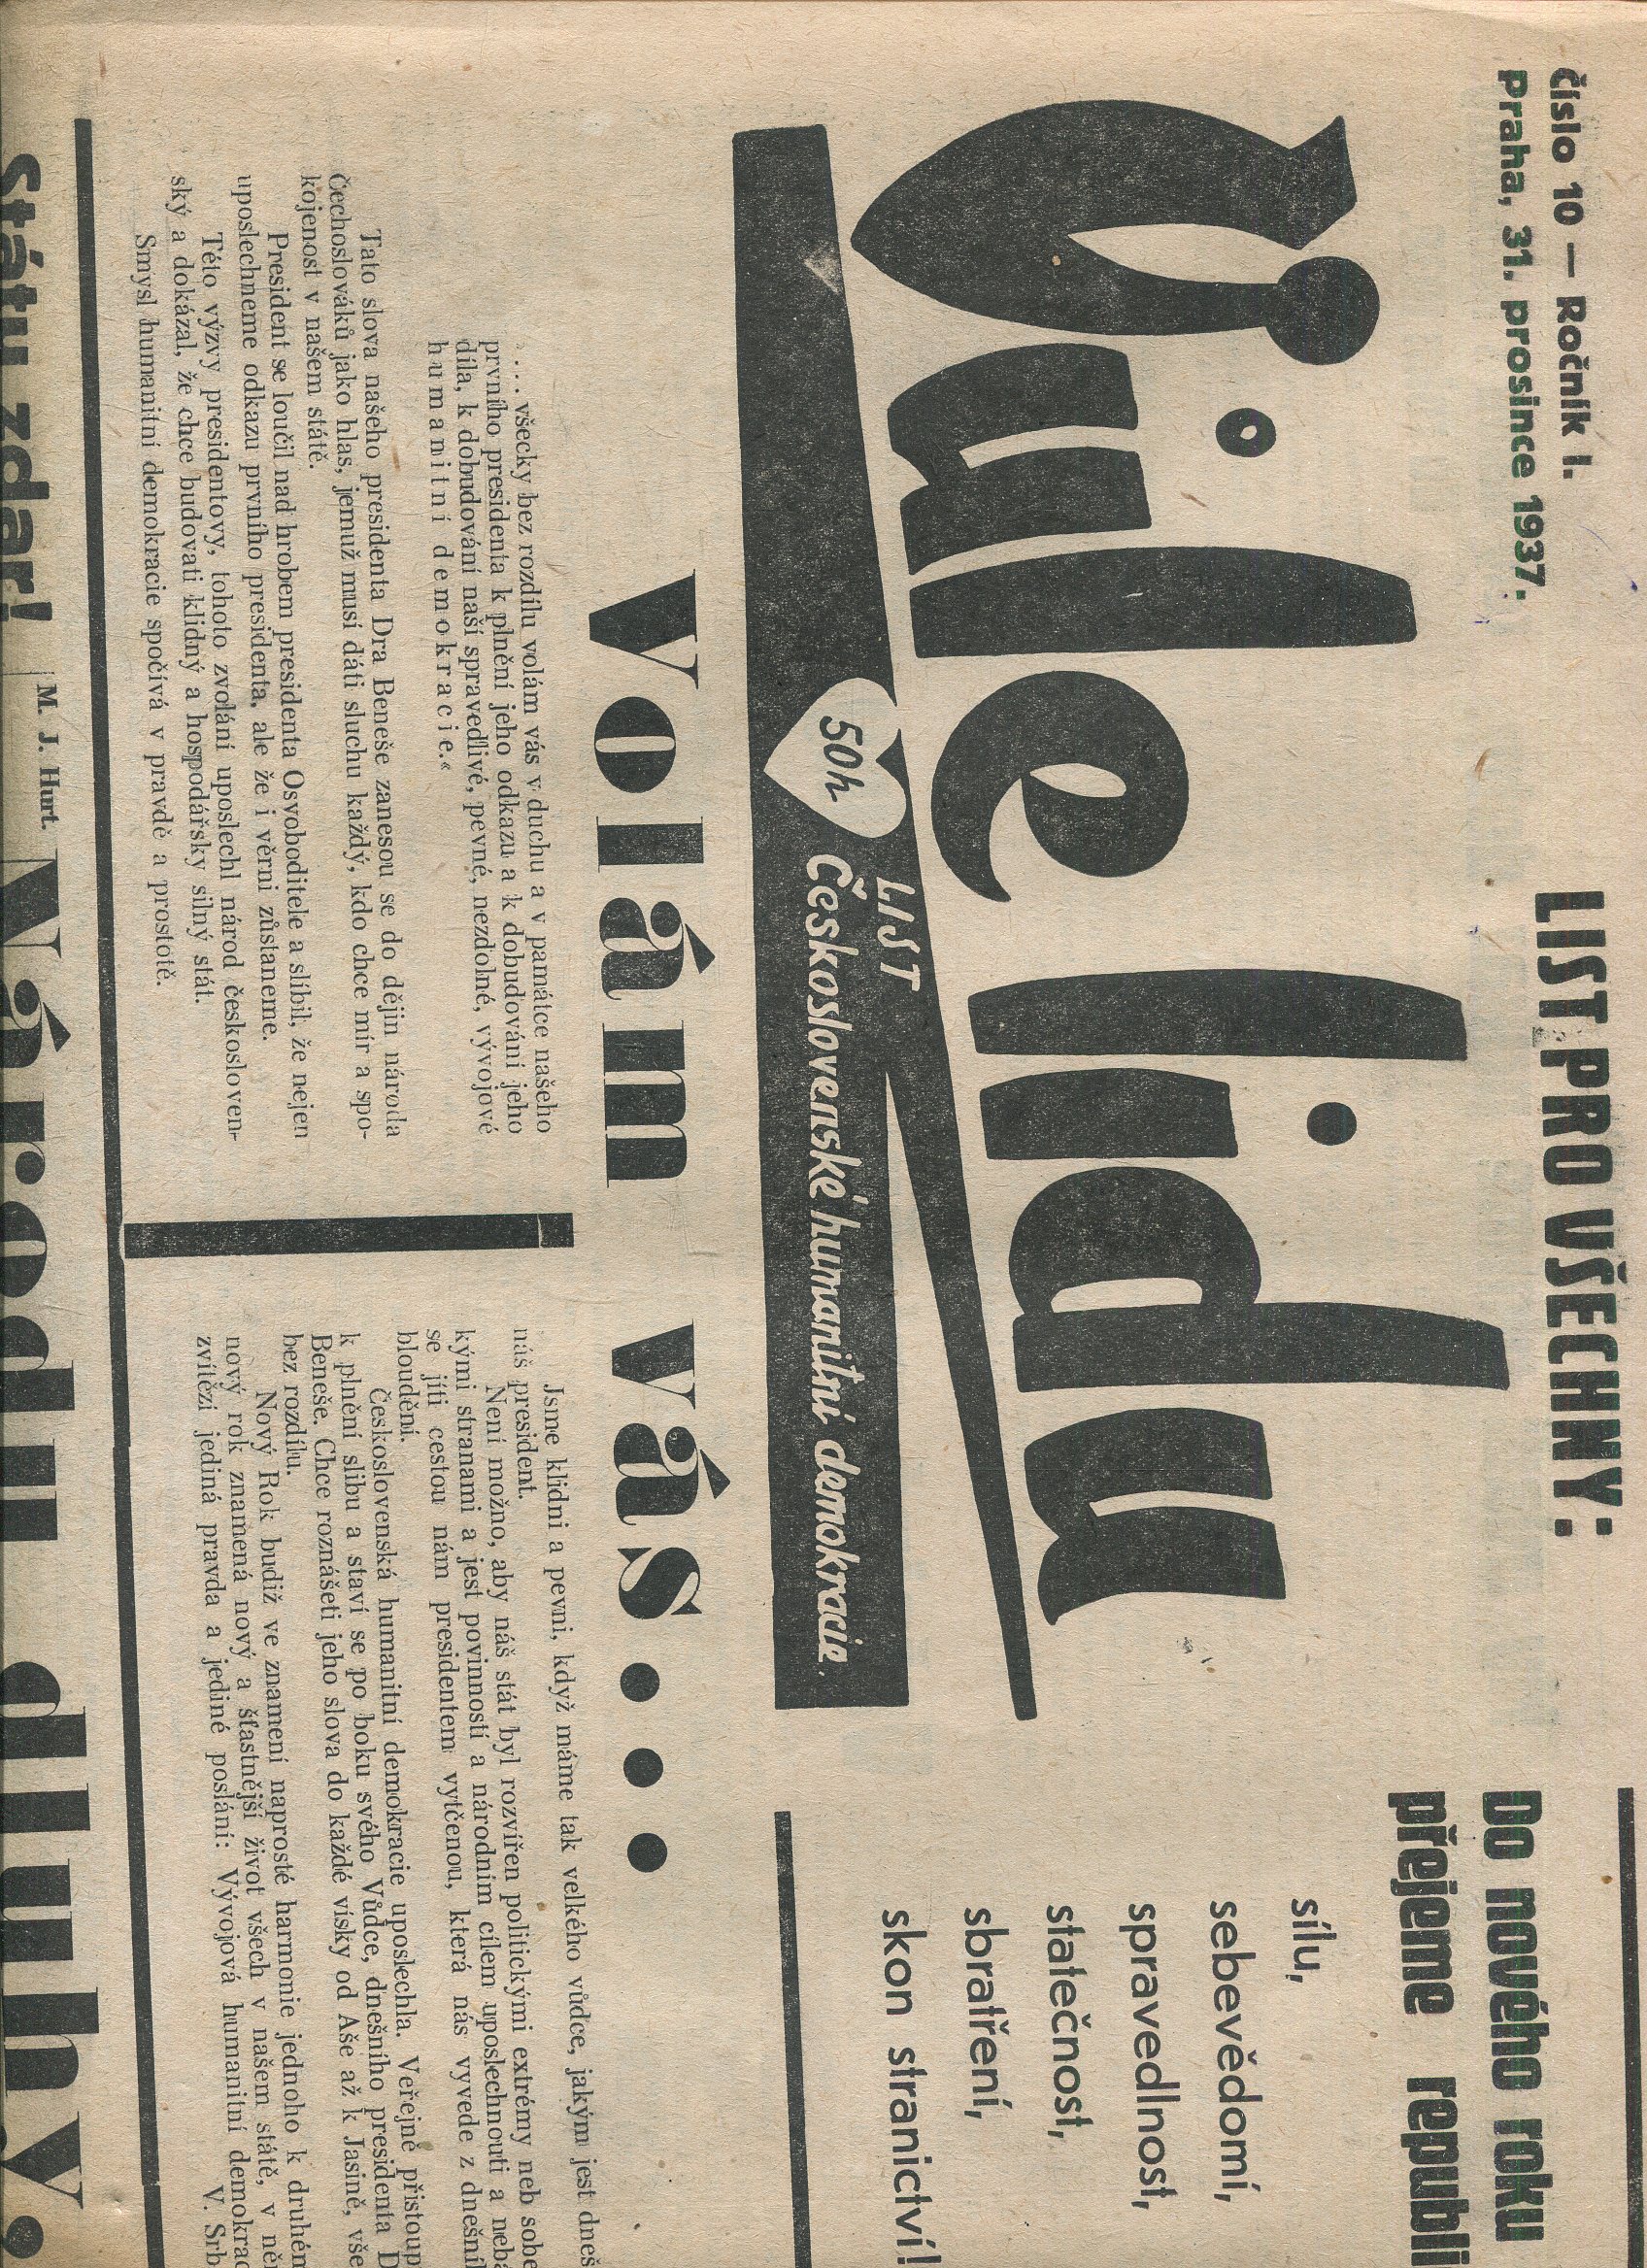 Číslo 10 — Ročník I.
Praha, 31. prosince 1937.
LIST PRO VŠECHNY:
Vůle lidu
50h
LIST
Československé humanitní demokracie.
Do nového roku
přejeme republi
sílu,
sebevědomí,
spravedlnost,
statečnost,
sbratření,
skon stranictví!
Volám vás...
....všecky bez rozdílu volám vás v duchu a v památce našeho
prvního presidenta k plnění jeho odkazu a k dobudování jeho
díla, k dobudování naší spravedlivé, pevné, nezdolné, vývojové
humanitní demokracie.«
Tato slova našeho presidenta Dra Beneše zanesou se do dějin národa
Čechoslováků jako hlas, jemuž musí dáti sluchu každý, kdo chce mír a spo-
kojenost v našem státě.
President se loučil nad hrobem presidenta Osvoboditele a slíbil, že nejen
uposlechneme odkazu prvního presidenta, ale že i věrni zůstaneme.
Této výzvy presidentovy, tohoto zvolání uposlechl národ českosloven-
ský a dokázal, že chce budovati klidný a hospodářsky silný stát.
Smysl humanitní demokracie spočívá v pravdě a prostotě.
Jsme klidni a pevni, když máme tak velkého vůdce, jakým jest dneš
náš president.
Není možno, aby náš stát byl rozvířen politickými extrémy neb sobe
kými stranami a jest povinností a národním cílem uposlechnouti a nebá
se jíti cestou nám presidentem vytčenou, která nás vyvede z dnešní
bloudění.
Československá humanitní demokracie uposlechla. Veřejně přistoup
k plnění slibu a staví se po boku svého Vůdce, dnešního presidenta D
Beneše. Chce roznášeti jeho slova do každé vísky od Aše až k Jasině, vše
bez rozdílu.
Nový Rok budiž ve znamení naprosté harmonie jednoho k druhém
nový rok znamená nový a šťastnější život všech v našem státě, v něm
zvítězí jediná pravda a jediné poslání: Vývojová humanitní demokrac
V. Srb
Státu zdar!
M. J. Hurt.
Národu dluhy.